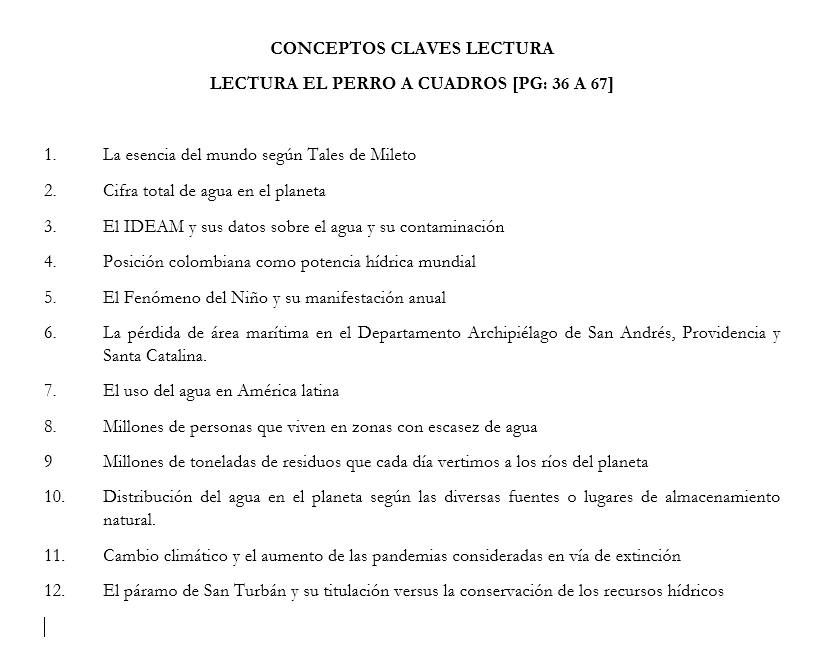 CONCEPTOS CLAVES LECTURA
LECTURA EL PERRO A CUADROS [PG: 36 A 67]
1. La esencia del mundo según Tales de Mileto
2. Cifra total de agua en el planeta
3. El IDEAM y sus datos sobre el agua y su contaminación
4. Posición colombiana como potencia hídrica mundial
5. El Fenómeno del Niño y su manifestación anual
6. La pérdida de área marítima en el Departamento Archipiélago de San Andrés, Providencia y
Santa Catalina.
7. El uso del agua en América latina
8. Millones de personas que viven en zonas con escasez de agua
9 Millones de toneladas de residuos que cada día vertimos a los ríos del planeta
10. Distribución del agua en el planeta según las diversas fuentes o lugares de almacenamiento
natural.
11. Cambio climático y el aumento de las pandemias consideradas en vía de extinción
12. El páramo de San Turbán y su titulación versus la conservación de los recursos hídricos